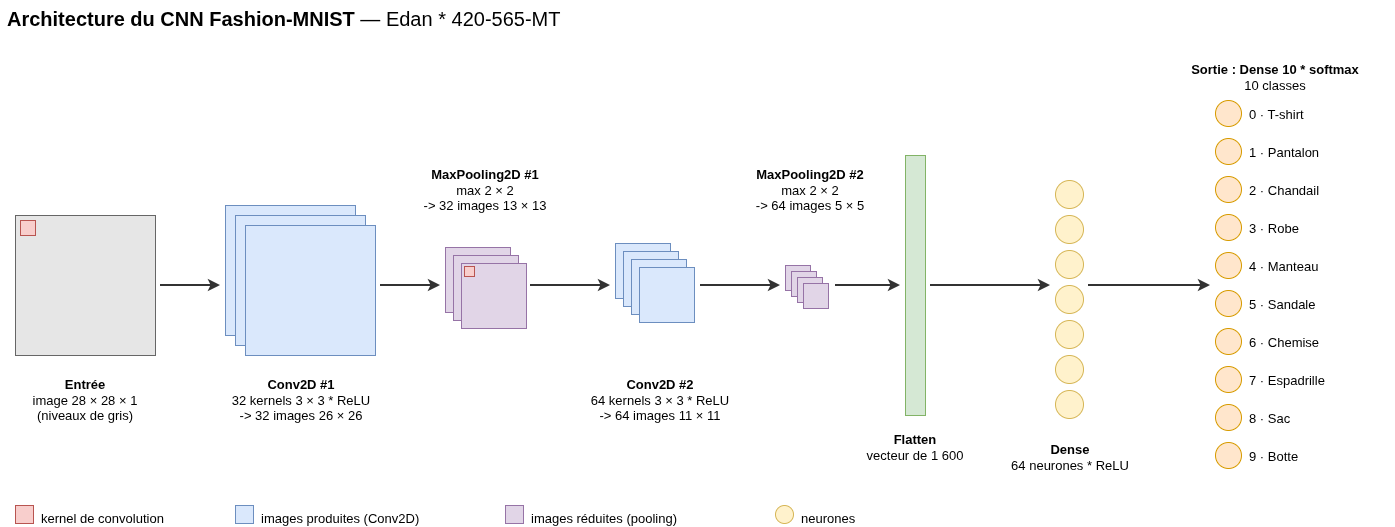 Architecture du CNN Fashion-MNIST — Edan * 420-565-MT
Entrée
image 28 × 28 × 1
(niveaux de gris)
Conv2D #1
32 kernels 3 × 3 * ReLU
-> 32 images 26 × 26
MaxPooling2D #1
max 2 × 2
-> 32 images 13 × 13
Conv2D #2
64 kernels 3 × 3 * ReLU
-> 64 images 11 × 11
MaxPooling2D #2
max 2 × 2
-> 64 images 5 × 5
Flatten
vecteur de 1 600
Dense
64 neurones * ReLU
Sortie : Dense 10 * softmax
10 classes
0 · T-shirt
1 · Pantalon
2 · Chandail
3 · Robe
4 · Manteau
5 · Sandale
6 · Chemise
7 · Espadrille
8 · Sac
9 · Botte
kernel de convolution
images produites (Conv2D)
images réduites (pooling)
neurones